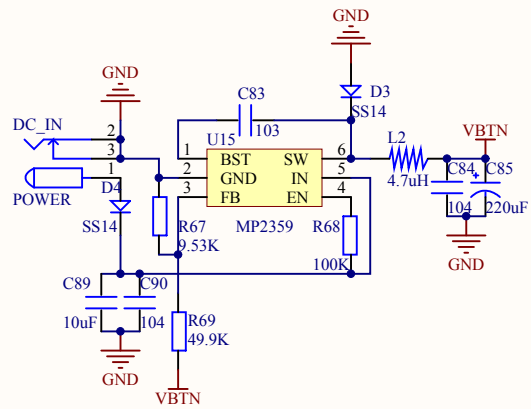 GND
GND
C83
D3
DC_IN
SS14
U15
103
L2
VBTN
2
3
1 BST SW 6
1
2 GND IN 5
4.7uH
C84
C85
D4
3 FB EN 4
POWER
104
220uF
SS14
R67
MP2359
R68
9.53K
GND
100K
C89
C90
10uF
104
R69
49.9K
GND
VBTN